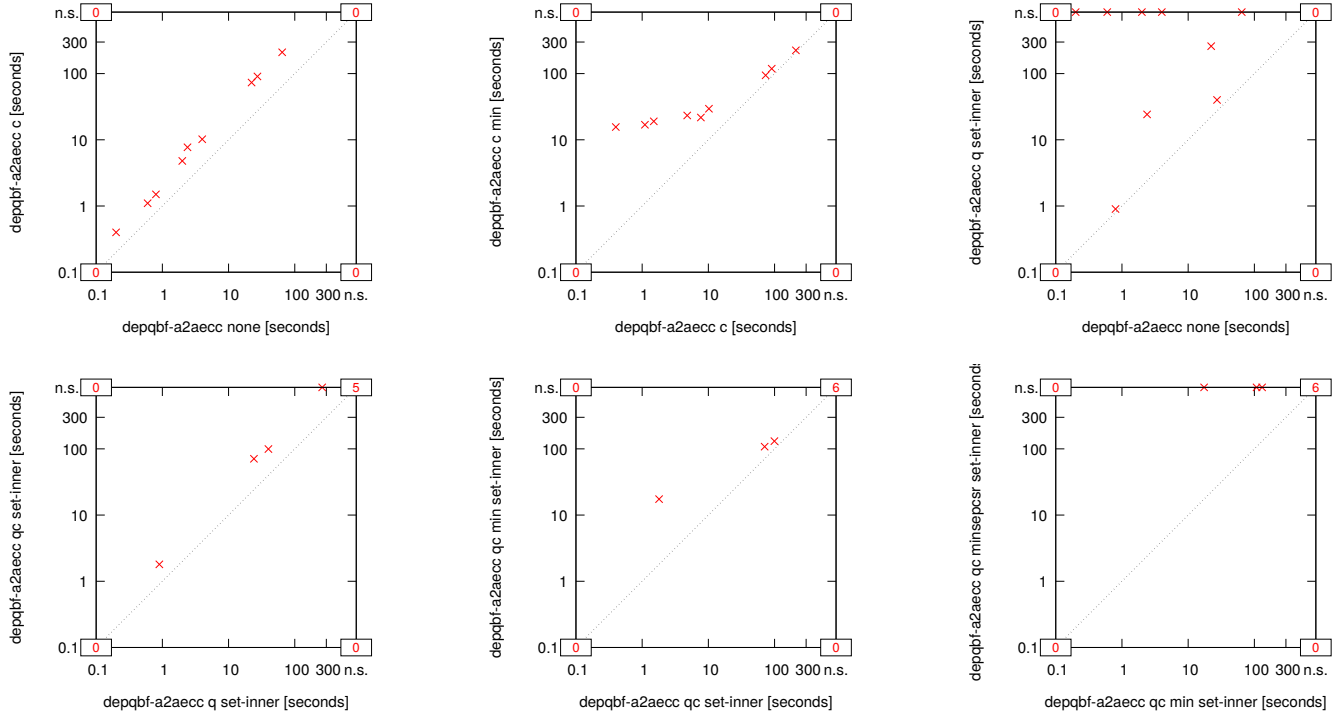 n.s.
0
0
300
100
10
1
0.1
0
0
0.1 1 10 100 300 n.s.
depqbf-a2aecc c [seconds]
depqbf-a2aecc none [seconds]
n.s.
0
0
300
100
10
1
0.1
0
0
0.1 1 10 100 300 n.s.
depqbf-a2aecc c min [seconds]
depqbf-a2aecc c [seconds]
n.s.
0
0
300
100
10
1
0.1
0
0
0.1 1 10 100 300 n.s.
depqbf-a2aecc q set-inner [seconds]
depqbf-a2aecc none [seconds]
n.s.
0
5
300
100
10
1
0.1
0
0
0.1 1 10 100 300 n.s.
depqbf-a2aecc qc set-inner [seconds]
depqbf-a2aecc q set-inner [seconds]
n.s.
0
6
300
100
10
1
0.1
0
0
0.1 1 10 100 300 n.s.
depqbf-a2aecc qc min set-inner [seconds]
depqbf-a2aecc qc set-inner [seconds]
n.s.
0
6
300
100
10
1
0.1
0
0
0.1 1 10 100 300 n.s.
depqbf-a2aecc qc minsepcsr set-inner [second
depqbf-a2aecc qc min set-inner [seconds]